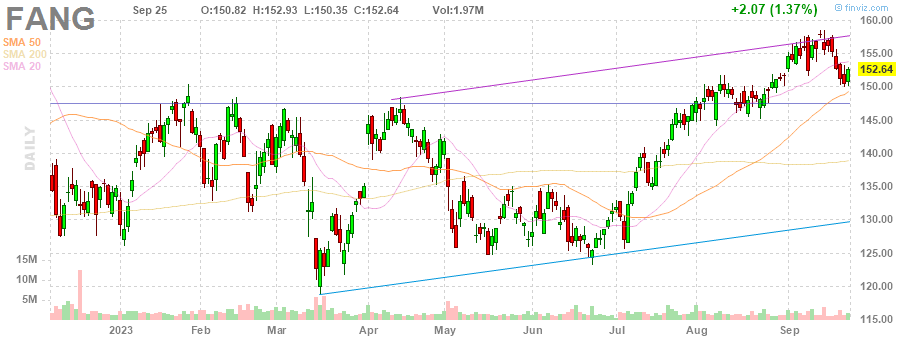 FANG
Sep 25 O:150.82 H:152.93 L:150.35 C:152.64 Vol:1.97M +2.07 (1.37%) © finviz.com
SMA 50
SMA 200
SMA 20
DAILY
160.00
155.00
152.64
150.00
145.00
140.00
135.00
130.00
125.00
120.00
115.00
15M
10M
5M
2023 Feb Mar Apr May Jun Jul Aug Sep